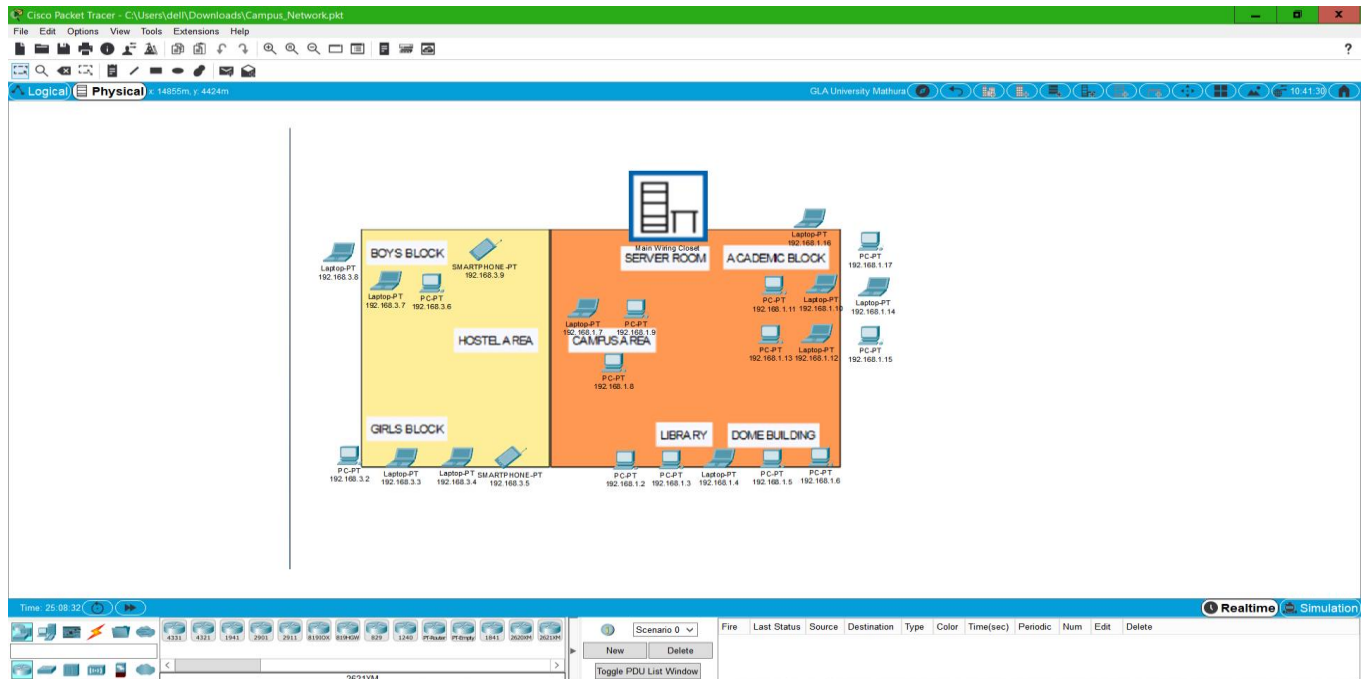 Cisco Packet Tracer - C:\Users\dell\Downloads\Campus_Network.pkt
File Edit Options View Tools Extensions Help
?
Logical Physical x: 14855m, y: 4424m
GLA University Mathura
10:41:30
Main Wiring Closet
SERVER ROOM
Laptop-PT
192.168.1.16
BOYS BLOCK
ACADEMIC BLOCK
PC-PT
192.168.1.17
Laptop-PT
192.168.3.8
SMARTPHONE-PT
192.168.3.9
Laptop-PT
192.168.3.7
PC-PT
192.168.3.6
PC-PT
192.168.1.11
Laptop-PT
192.168.1.10
Laptop-PT
192.168.1.14
Laptop-PT
192.168.1.7
PC-PT
192.168.1.9
HOSTEL AREA
CAMPUS AREA
PC-PT
192.168.1.13
Laptop-PT
192.168.1.12
PC-PT
192.168.1.15
PC-PT
192.168.1.8
GIRLS BLOCK
LIBRARY
DOME BUILDING
PC-PT
192.168.3.2
Laptop-PT
192.168.3.3
Laptop-PT
192.168.3.4
SMARTPHONE-PT
192.168.3.5
PC-PT
192.168.1.2
PC-PT
192.168.1.3
Laptop-PT
192.168.1.4
PC-PT
192.168.1.5
PC-PT
192.168.1.6
Time: 25:08:32
Realtime Simulation
4331 4321 1941 2901 2911 819IOX 819HGW 829 1240 PT-Router PT-Empty 1841 2620XM 2621XM
2621XM
Scenario 0
New Delete
Toggle PDU List Window
Fire Last Status Source Destination Type Color Time(sec) Periodic Num Edit Delete